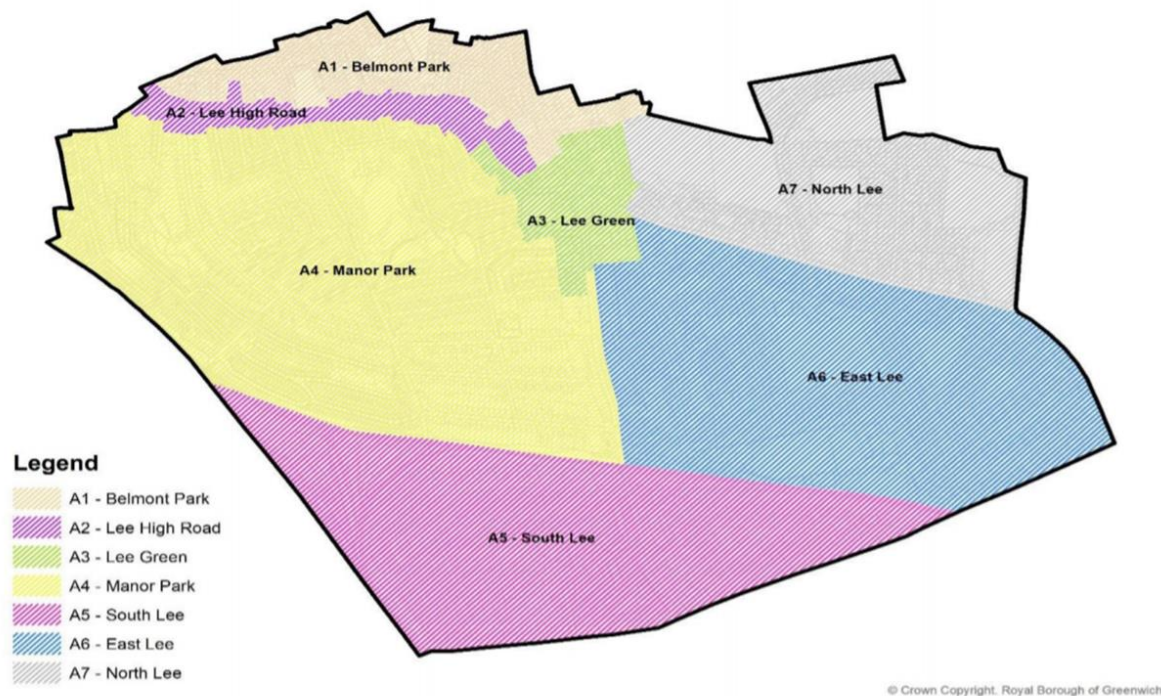 A1 - Belmont Park
A2 - Lee High Road
A7 - North Lee
A3 - Lee Green
A4 - Manor Park
A6 - East Lee
A5 - South Lee
Legend
A1 - Belmont Park
A2 - Lee High Road
A3 - Lee Green
A4 - Manor Park
A5 - South Lee
A6 - East Lee
A7 - North Lee
© Crown Copyright. Royal Borough of Greenwich